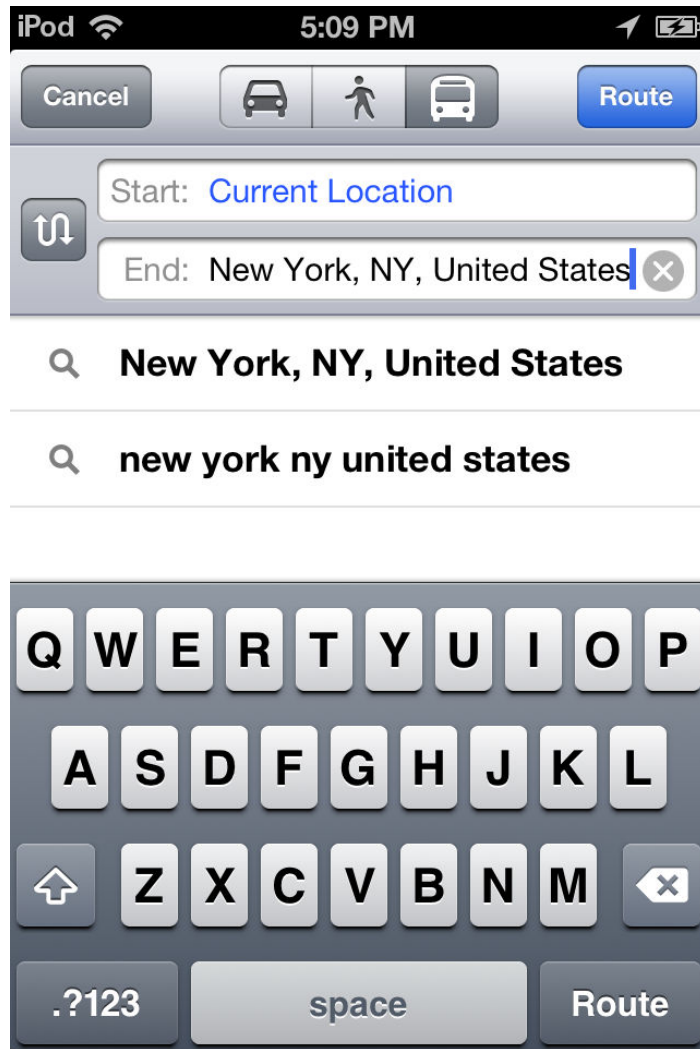 iPod 5:09 PM
Cancel Route
Start: Current Location
End: New York, NY, United States
New York, NY, United States
new york ny united states
Q W E R T Y U I O P
A S D F G H J K L
Z X C V B N M
.?123 space Route